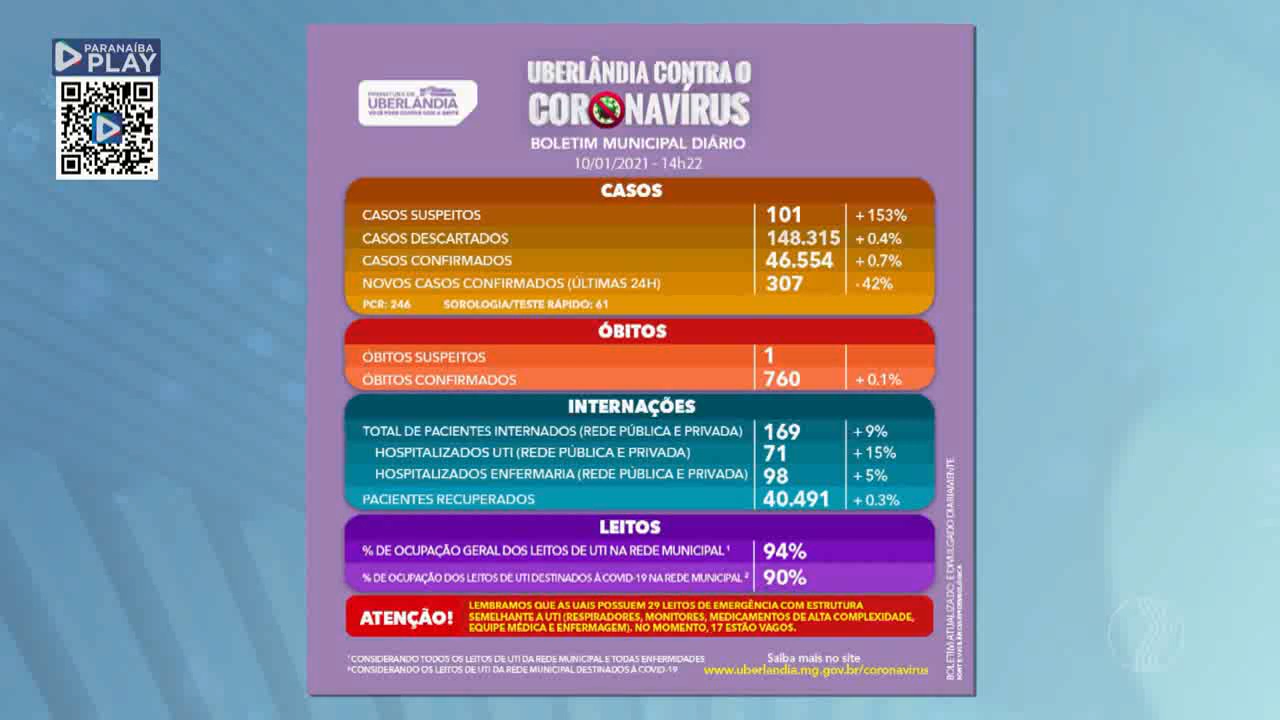 PARANAÍBA
PLAY
PREFEITURA DE
UBERLÂNDIA
UBERLÂNDIA CONTRA O
CORONAVÍRUS
BOLETIM MUNICIPAL DIÁRIO
10/01/2021 - 14h22
CASOS
CASOS SUSPEITOS 101 + 153%
CASOS DESCARTADOS 148.315 + 0.4%
CASOS CONFIRMADOS 46.554 + 0.7%
NOVOS CASOS CONFIRMADOS (ÚLTIMAS 24H) 307 - 42%
PCR: 246 SOROLOGIA/TESTE RÁPIDO: 61
ÓBITOS
ÓBITOS SUSPEITOS 1
ÓBITOS CONFIRMADOS 760 + 0.1%
INTERNAÇÕES
TOTAL DE PACIENTES INTERNADOS (REDE PÚBLICA E PRIVADA) 169 + 9%
HOSPITALIZADOS UTI (REDE PÚBLICA E PRIVADA) 71 + 15%
HOSPITALIZADOS ENFERMARIA (REDE PÚBLICA E PRIVADA) 98 + 5%
PACIENTES RECUPERADOS 40.491 + 0.3%
LEITOS
% DE OCUPAÇÃO GERAL DOS LEITOS DE UTI NA REDE MUNICIPAL ¹ 94%
% DE OCUPAÇÃO DOS LEITOS DE UTI DESTINADOS À COVID-19 NA REDE MUNICIPAL ² 90%
ATENÇÃO!
LEMBRAMOS QUE AS UAIS POSSUEM 29 LEITOS DE EMERGÊNCIA COM ESTRUTURA
SEMELHANTE A UTI (RESPIRADORES, MONITORES, MEDICAMENTOS DE ALTA COMPLEXIDADE,
EQUIPE MÉDICA E ENFERMAGEM). NO MOMENTO, 17 ESTÃO VAGOS.
¹CONSIDERANDO TODOS OS LEITOS DE UTI DA REDE MUNICIPAL E TODAS ENFERMIDADES
²CONSIDERANDO OS LEITOS DE UTI DA REDE MUNICIPAL DESTINADOS À COVID-19
Saiba mais no site
www.uberlandia.mg.gov.br/coronavirus
BOLETIM ATUALIZADO E DIVULGADO DIARIAMENTE